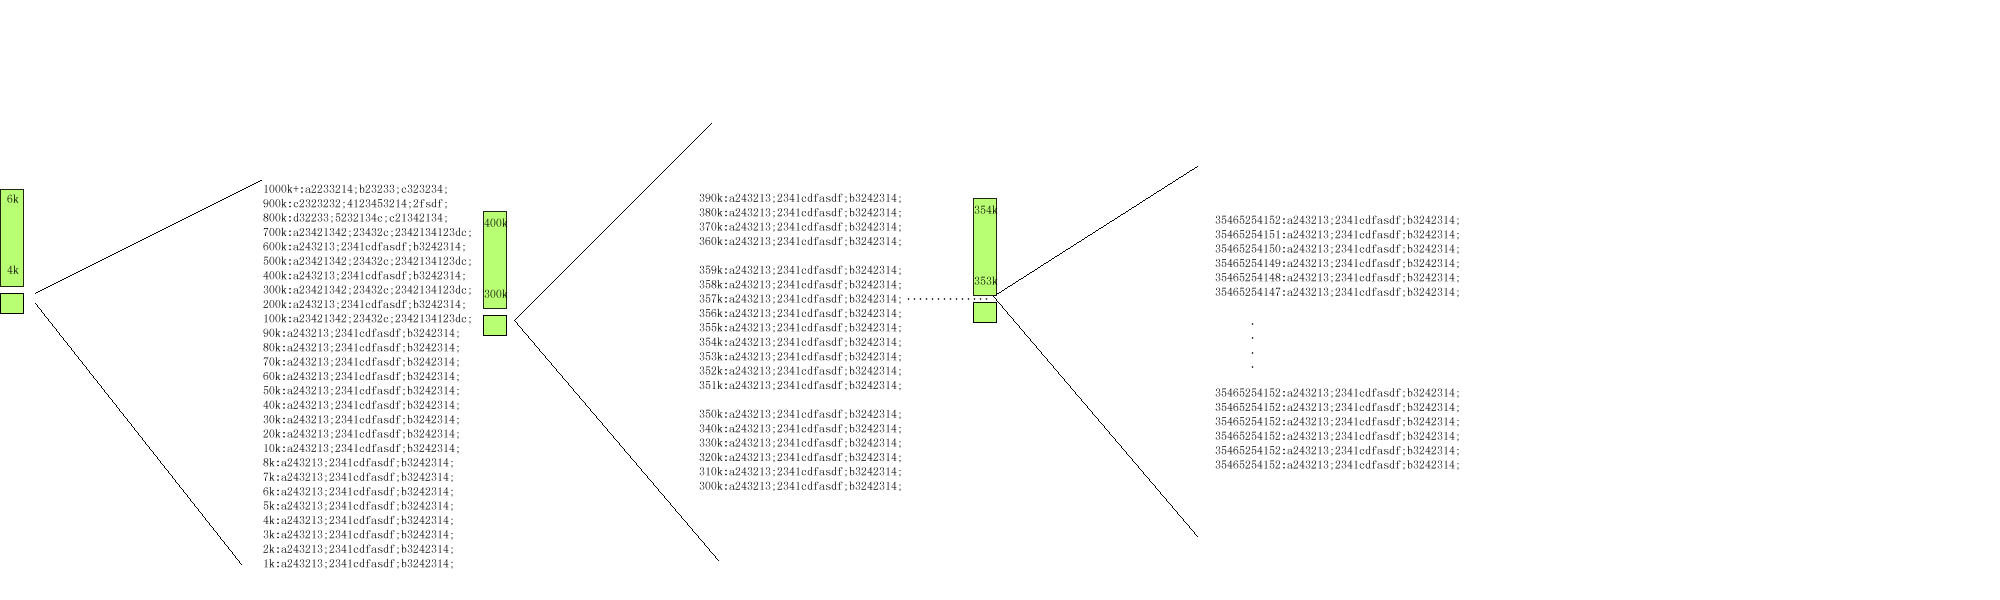 6k
4k
1000k+:a2233214;b23233;c323234;
900k:c2323232;4123453214;2fsdf;
800k:d32233;5232134c;c21342134;
700k:a23421342;23432c;2342134123dc;
600k:a243213;2341cdfasdf;b3242314;
500k:a23421342;23432c;2342134123dc;
400k:a243213;2341cdfasdf;b3242314;
300k:a23421342;23432c;2342134123dc;
200k:a243213;2341cdfasdf;b3242314;
100k:a23421342;23432c;2342134123dc;
90k:a243213;2341cdfasdf;b3242314;
80k:a243213;2341cdfasdf;b3242314;
70k:a243213;2341cdfasdf;b3242314;
60k:a243213;2341cdfasdf;b3242314;
50k:a243213;2341cdfasdf;b3242314;
40k:a243213;2341cdfasdf;b3242314;
30k:a243213;2341cdfasdf;b3242314;
20k:a243213;2341cdfasdf;b3242314;
10k:a243213;2341cdfasdf;b3242314;
8k:a243213;2341cdfasdf;b3242314;
7k:a243213;2341cdfasdf;b3242314;
6k:a243213;2341cdfasdf;b3242314;
5k:a243213;2341cdfasdf;b3242314;
4k:a243213;2341cdfasdf;b3242314;
3k:a243213;2341cdfasdf;b3242314;
2k:a243213;2341cdfasdf;b3242314;
1k:a243213;2341cdfasdf;b3242314;
400k
300k
390k:a243213;2341cdfasdf;b3242314;
380k:a243213;2341cdfasdf;b3242314;
370k:a243213;2341cdfasdf;b3242314;
360k:a243213;2341cdfasdf;b3242314;
359k:a243213;2341cdfasdf;b3242314;
358k:a243213;2341cdfasdf;b3242314;
357k:a243213;2341cdfasdf;b3242314;..............
356k:a243213;2341cdfasdf;b3242314;
355k:a243213;2341cdfasdf;b3242314;
354k:a243213;2341cdfasdf;b3242314;
353k:a243213;2341cdfasdf;b3242314;
352k:a243213;2341cdfasdf;b3242314;
351k:a243213;2341cdfasdf;b3242314;
350k:a243213;2341cdfasdf;b3242314;
340k:a243213;2341cdfasdf;b3242314;
330k:a243213;2341cdfasdf;b3242314;
320k:a243213;2341cdfasdf;b3242314;
310k:a243213;2341cdfasdf;b3242314;
300k:a243213;2341cdfasdf;b3242314;
354k
353k
35465254152:a243213;2341cdfasdf;b3242314;
35465254151:a243213;2341cdfasdf;b3242314;
35465254150:a243213;2341cdfasdf;b3242314;
35465254149:a243213;2341cdfasdf;b3242314;
35465254148:a243213;2341cdfasdf;b3242314;
35465254147:a243213;2341cdfasdf;b3242314;
.
.
.
.
35465254152:a243213;2341cdfasdf;b3242314;
35465254152:a243213;2341cdfasdf;b3242314;
35465254152:a243213;2341cdfasdf;b3242314;
35465254152:a243213;2341cdfasdf;b3242314;
35465254152:a243213;2341cdfasdf;b3242314;
35465254152:a243213;2341cdfasdf;b3242314;